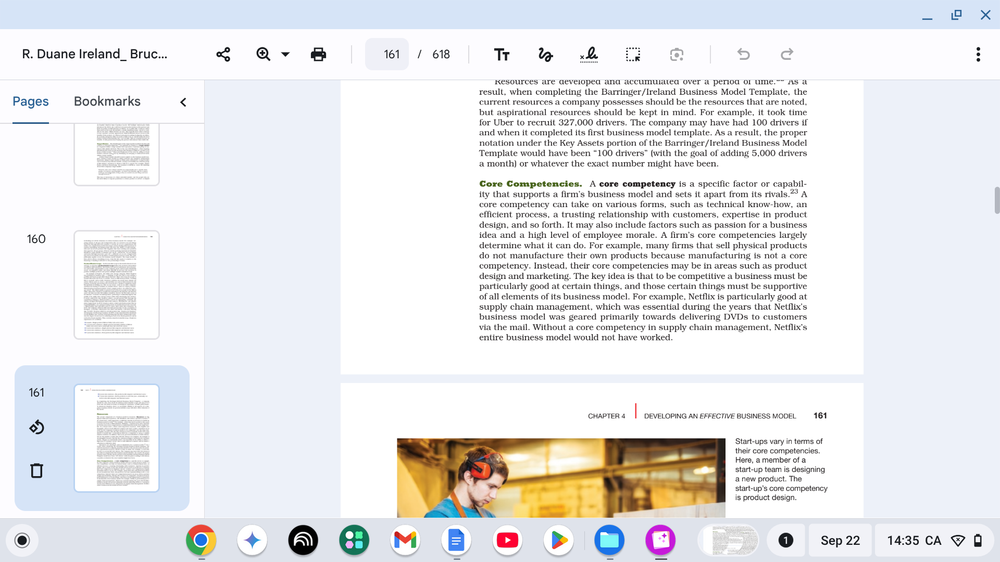 R. Duane Ireland_ Bruc...
161 / 618
Pages
Bookmarks
160
161
Resources are developed and accumulated over a period of time.²² As a
result, when completing the Barringer/Ireland Business Model Template, the
current resources a company possesses should be the resources that are noted,
but aspirational resources should be kept in mind. For example, it took time
for Uber to recruit 327,000 drivers. The company may have had 100 drivers if
and when it completed its first business model template. As a result, the proper
notation under the Key Assets portion of the Barringer/Ireland Business Model
Template would have been “100 drivers” (with the goal of adding 5,000 drivers
a month) or whatever the exact number might have been.
Core Competencies. A core competency is a specific factor or capabil-
ity that supports a firm’s business model and sets it apart from its rivals.²³ A
core competency can take on various forms, such as technical know-how, an
efficient process, a trusting relationship with customers, expertise in product
design, and so forth. It may also include factors such as passion for a business
idea and a high level of employee morale. A firm’s core competencies largely
determine what it can do. For example, many firms that sell physical products
do not manufacture their own products because manufacturing is not a core
competency. Instead, their core competencies may be in areas such as product
design and marketing. The key idea is that to be competitive a business must be
particularly good at certain things, and those certain things must be supportive
of all elements of its business model. For example, Netflix is particularly good at
supply chain management, which was essential during the years that Netflix’s
business model was geared primarily towards delivering DVDs to customers
via the mail. Without a core competency in supply chain management, Netflix’s
entire business model would not have worked.
CHAPTER 4 DEVELOPING AN EFFECTIVE BUSINESS MODEL 161
Start-ups vary in terms of
their core competencies.
Here, a member of a
start-up team is designing
a new product. The
start-up’s core competency
is product design.
1
Sep 22
14:35 CA